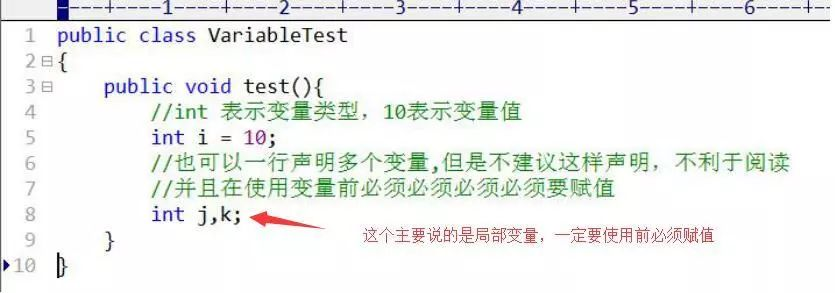 ----+----1----+----2----+----3----+----4----+----5----+----6----+
1 public class VariableTest
2 {
3 public void test(){
4 //int 表示变量类型，10表示变量值
5 int i = 10;
6 //也可以一行声明多个变量,但是不建议这样声明，不利于阅读
7 //并且在使用变量前必须必须必须必须要赋值
8 int j,k;
这个主要说的是局部变量，一定要使用前必须赋值
9 }
10 }